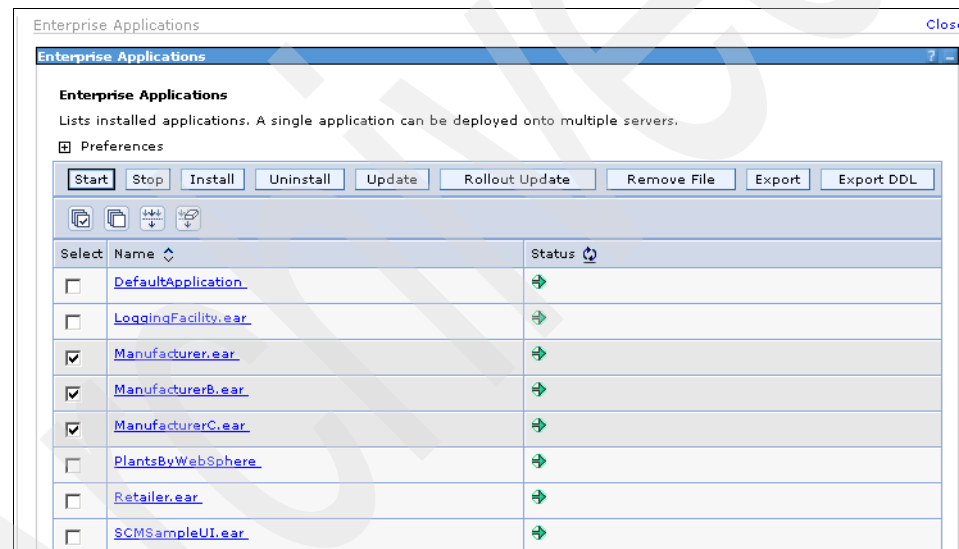 Enterprise Applications Close
Enterprise Applications ? -
Enterprise Applications
Lists installed applications. A single application can be deployed onto multiple servers.
Preferences
Start Stop Install Uninstall Update Rollout Update Remove File Export Export DDL
Select Name Status
DefaultApplication
LoggingFacility.ear
Manufacturer.ear
ManufacturerB.ear
ManufacturerC.ear
PlantsByWebSphere
Retailer.ear
SCMSampleUI.ear